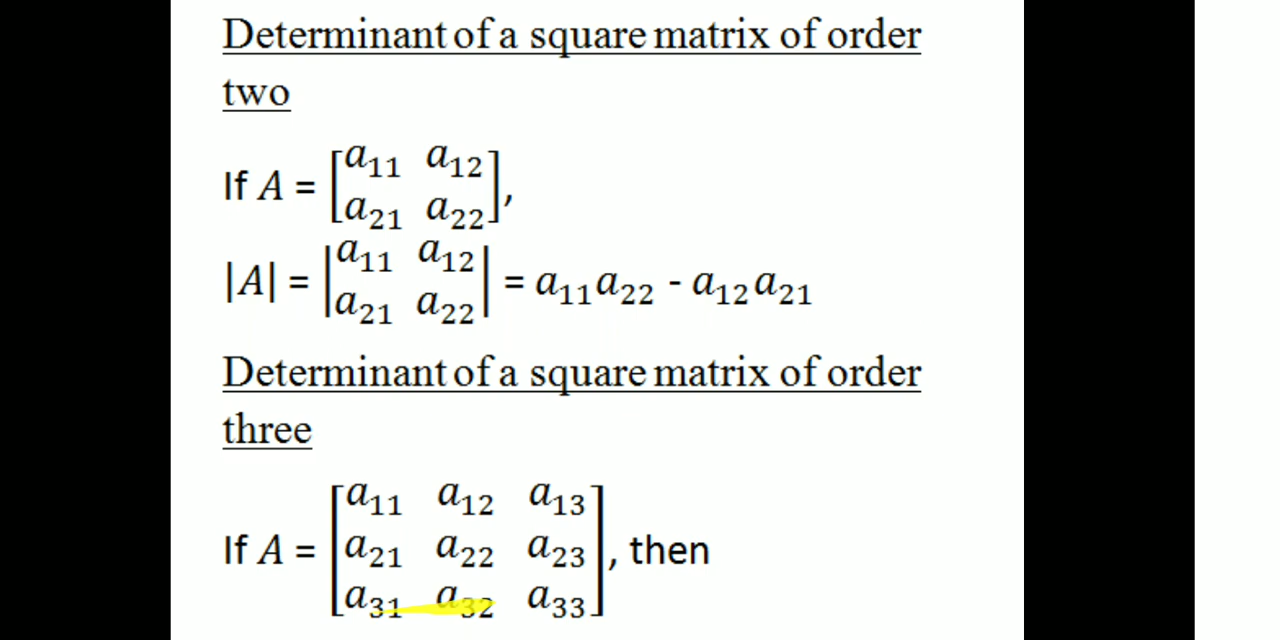 Determinant of a square matrix of order
two
If A = [a₁₁ a₁₂
a₂₁ a₂₂],
|A| = |a₁₁ a₁₂
a₂₁ a₂₂| = a₁₁a₂₂ - a₁₂a₂₁
Determinant of a square matrix of order
three
If A = [a₁₁ a₁₂ a₁₃
a₂₁ a₂₂ a₂₃
a₃₁ a₃₂ a₃₃], then